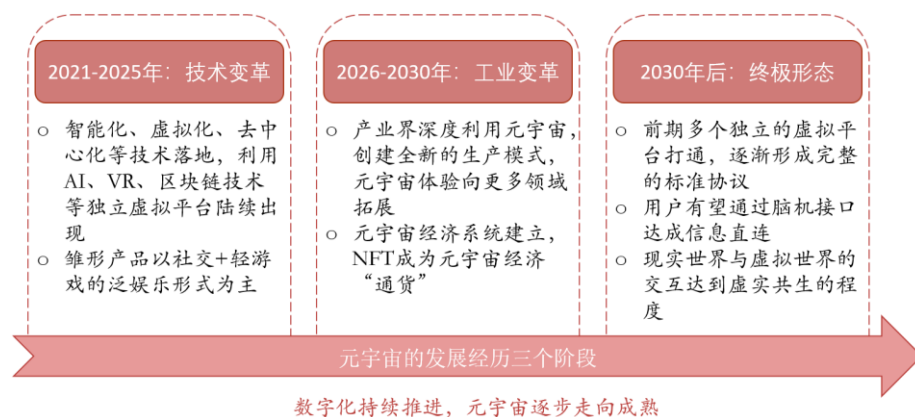 2021-2025年：技术变革
智能化、虚拟化、去中
心化等技术落地，利用
AI、VR、区块链技术
等独立虚拟平台陆续出
现
雏形产品以社交+轻游
戏的泛娱乐形式为主
2026-2030年：工业变革
产业界深度利用元宇宙，
创建全新的生产模式，
元宇宙体验向更多领域
拓展
元宇宙经济系统建立，
NFT成为元宇宙经济
“通货”
2030年后：终极形态
前期多个独立的虚拟平
台打通，逐渐形成完整
的标准协议
用户有望通过脑机接口
达成信息直连
现实世界与虚拟世界的
交互达到虚实共生的程
度
元宇宙的发展经历三个阶段
数字化持续推进，元宇宙逐步走向成熟